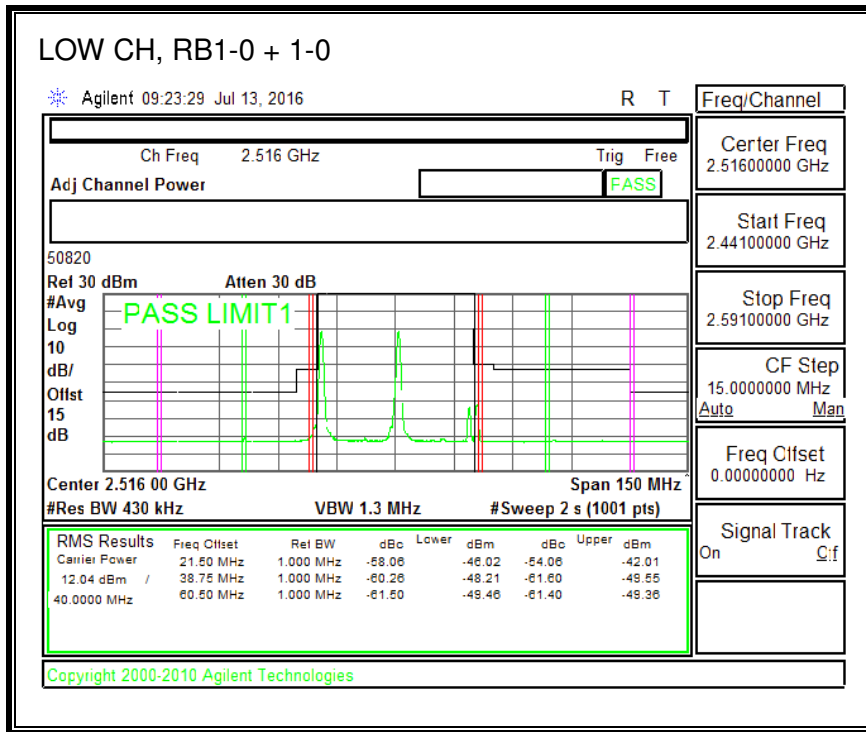 LOW CH, RB1-0 + 1-0
Agilent 09:23:29 Jul 13, 2016 R T
Freq/Channel
Ch Freq 2.516 GHz Trig Free
Adj Channel Power PASS
Center Freq
2.51600000 GHz
Start Freq
2.44100000 GHz
Stop Freq
2.59100000 GHz
CF Step
15.0000000 MHz
Auto Man
Freq Offset
0.00000000 Hz
Signal Track
On Off
50820
Ref 30 dBm Atten 30 dB
#Avg
Log
10
dB/
Offst
15
dB
PASS LIMIT1
Center 2.516 00 GHz Span 150 MHz
#Res BW 430 kHz VBW 1.3 MHz #Sweep 2 s (1001 pts)
RMS Results Freq Offset Ref BW dBc Lower dBm dBc Upper dBm
Carrier Power 21.50 MHz 1.000 MHz -58.06 -46.02 -54.06 -42.01
12.04 dBm / 38.75 MHz 1.000 MHz -60.26 -48.21 -61.60 -49.55
40.0000 MHz 60.50 MHz 1.000 MHz -61.50 -49.46 -61.40 -49.36
Copyright 2000-2010 Agilent Technologies